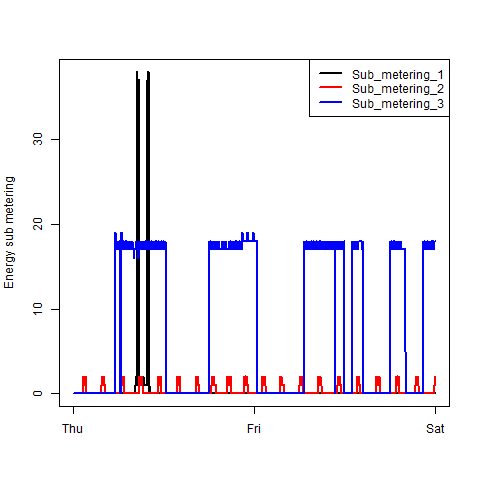 Sub_metering_1
Sub_metering_2
Sub_metering_3
Energy sub metering
30
20
10
0
Thu Fri Sat